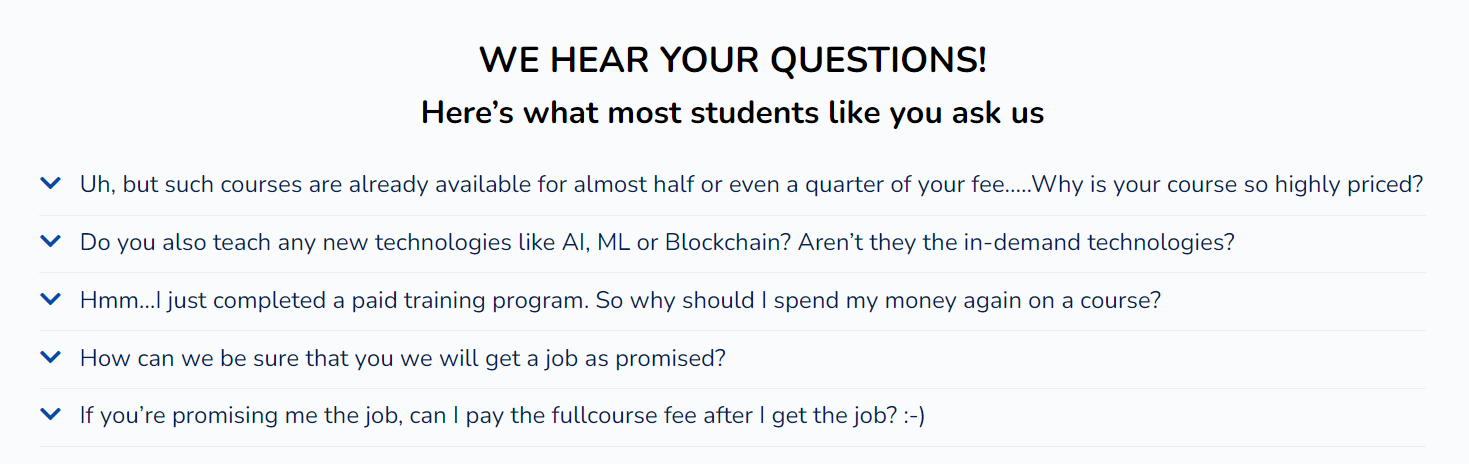 WE HEAR YOUR QUESTIONS!
Here’s what most students like you ask us
Uh, but such courses are already available for almost half or even a quarter of your fee.....Why is your course so highly priced?
Do you also teach any new technologies like AI, ML or Blockchain? Aren’t they the in-demand technologies?
Hmm...I just completed a paid training program. So why should I spend my money again on a course?
How can we be sure that you we will get a job as promised?
If you’re promising me the job, can I pay the fullcourse fee after I get the job? :-)